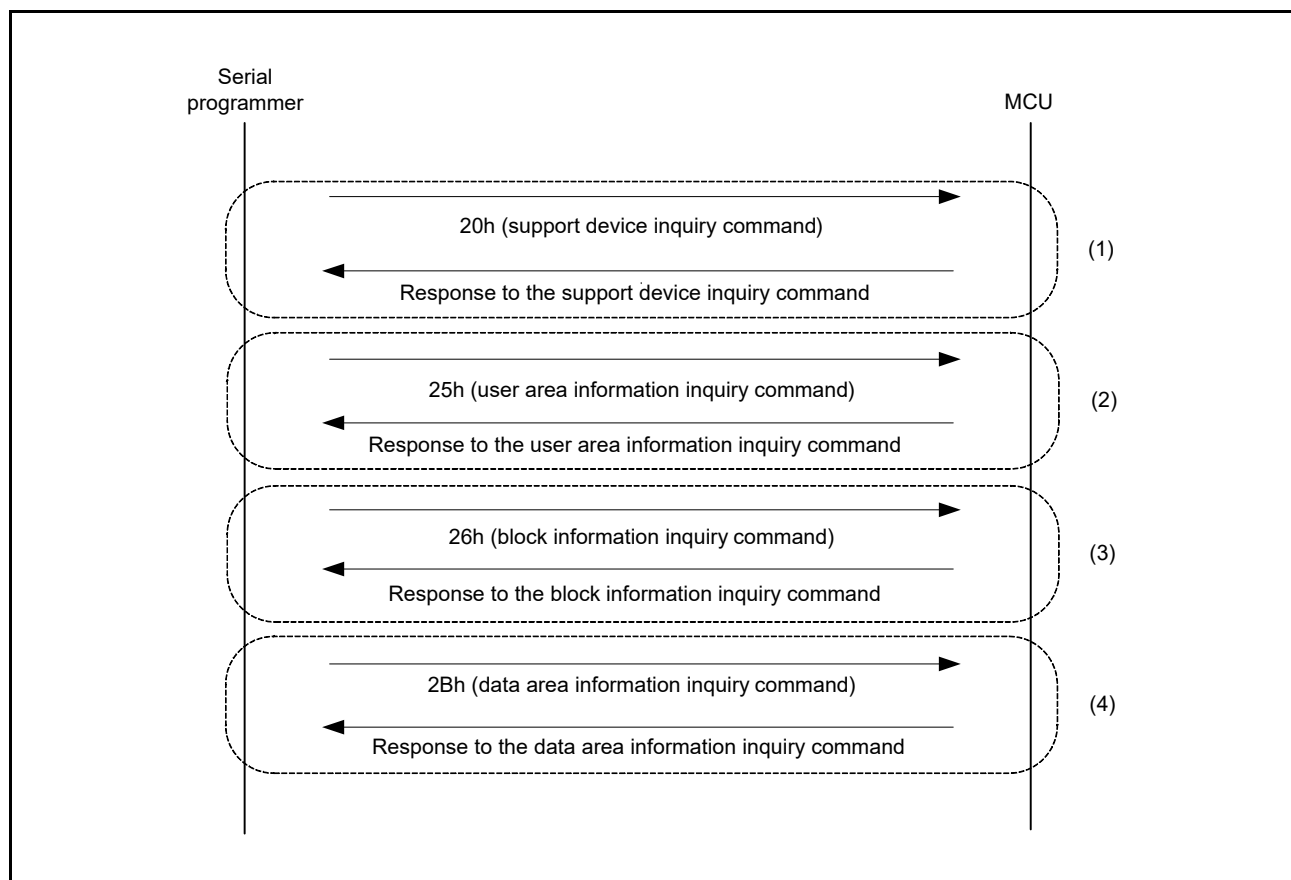 Serial
programmer
MCU
20h (support device inquiry command)
(1)
Response to the support device inquiry command
25h (user area information inquiry command)
(2)
Response to the user area information inquiry command
26h (block information inquiry command)
(3)
Response to the block information inquiry command
2Bh (data area information inquiry command)
(4)
Response to the data area information inquiry command